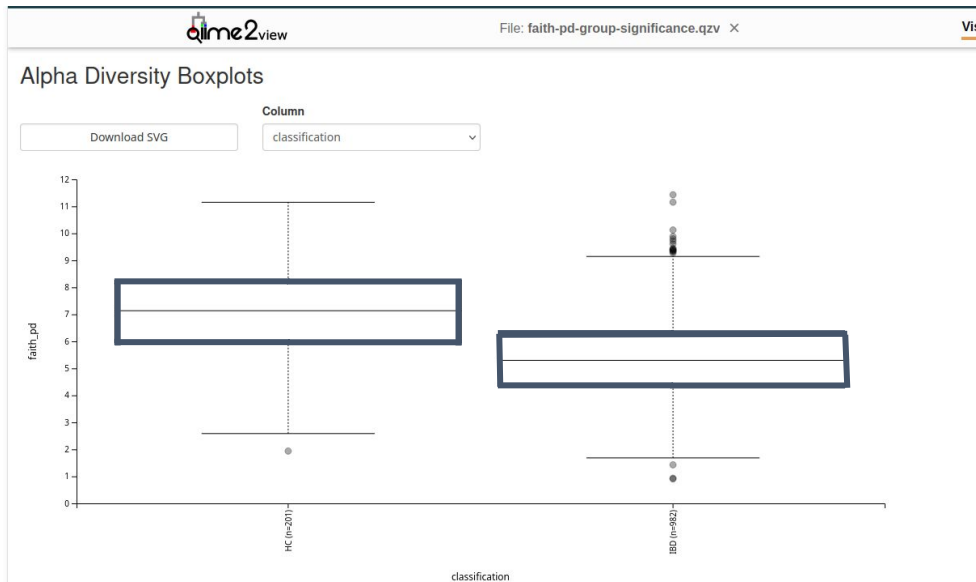 qiime2view File: faith-pd-group-significance.qzv × Vis
Alpha Diversity Boxplots
Column
Download SVG classification
12
11
10
9
8
7
6
5
4
3
2
1
0
faith_pd
HC (n=201) IBD (n=982)
classification